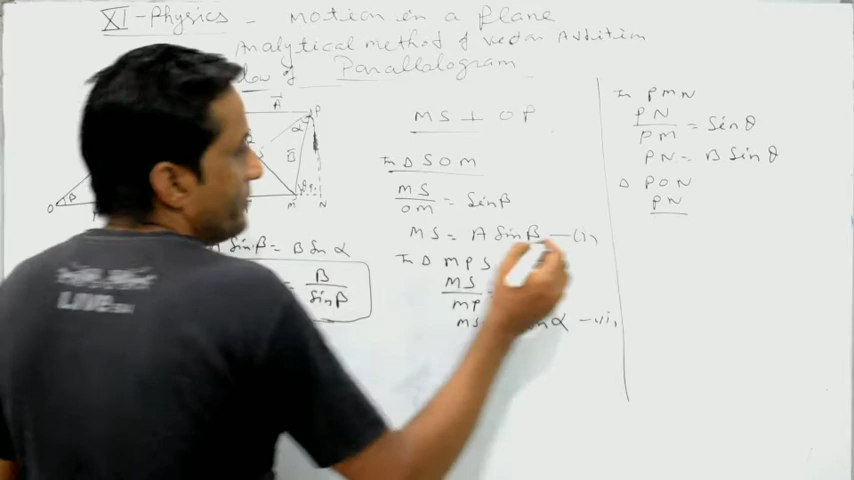 XI - Physics - motion in a Plane
Analytical method of vector Addition
law of Parallalogram
A
P
α
B
O
β
θ
M
N
Sinβ = B Sin α
= B / Sinβ
MS ⊥ OP
In Δ SOM
MS / OM = Sinβ
MS = A Sinβ — (i)
In Δ MPS
MS / MP =
MS α — (ii)
In PMN
PN / PM = Sin θ
PN = B Sin θ
Δ PON
PN
LIVE